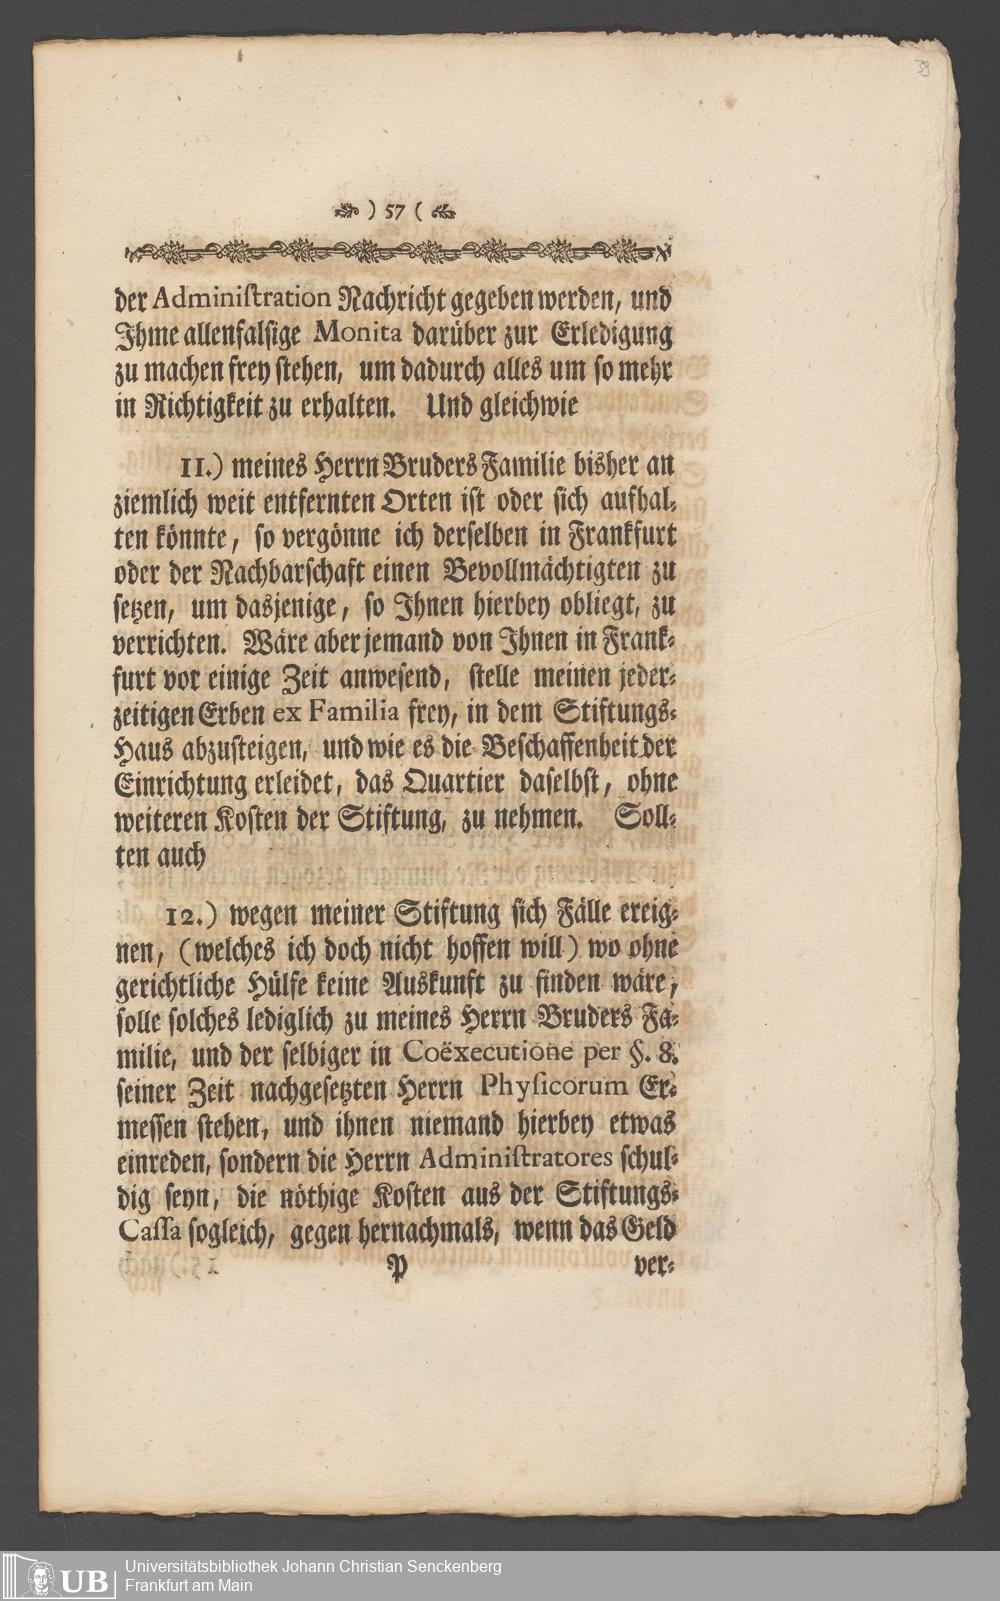 39
) 57 (
der Adminiſtration Nachricht gegeben werden, und
Ihme allenfalſige Monita darüber zur Erledigung
zu machen frey ſtehen, um dadurch alles um ſo mehr
in Richtigkeit zu erhalten. Und gleichwie
11.) meines Herrn Bruders Familie bisher an
ziemlich weit entfernten Orten iſt oder ſich aufhal-
ten könnte, ſo vergönne ich derſelben in Frankfurt
oder der Nachbarſchaft einen Bevollmächtigten zu
ſetzen, um dasjenige, ſo Ihnen hierbey obliegt, zu
verrichten. Wäre aber jemand von Ihnen in Frank-
furt vor einige Zeit anweſend, ſtelle meinen jeder-
zeitigen Erben ex Familia frey, in dem Stiftungs-
Haus abzuſteigen, und wie es die Beſchaffenheit der
Einrichtung erleidet, das Quartier daſelbſt, ohne
weiteren Koſten der Stiftung, zu nehmen. Soll-
ten auch
12.) wegen meiner Stiftung ſich Fälle ereig-
nen, (welches ich doch nicht hoffen will) wo ohne
gerichtliche Hülfe keine Auskunft zu finden wäre,
ſolle ſolches lediglich zu meines Herrn Bruders Fa-
milie, und der ſelbiger in Coëxecutione per §. 8.
ſeiner Zeit nachgeſetzten Herrn Phyſicorum Er-
meſſen ſtehen, und ihnen niemand hierbey etwas
einreden, ſondern die Herrn Adminiſtratores ſchul-
dig ſeyn, die nöthige Koſten aus der Stiftungs-
Caſſa ſogleich, gegen hernachmals, wenn das Geld
P ver-
UB Universitätsbibliothek Johann Christian Senckenberg
Frankfurt am Main